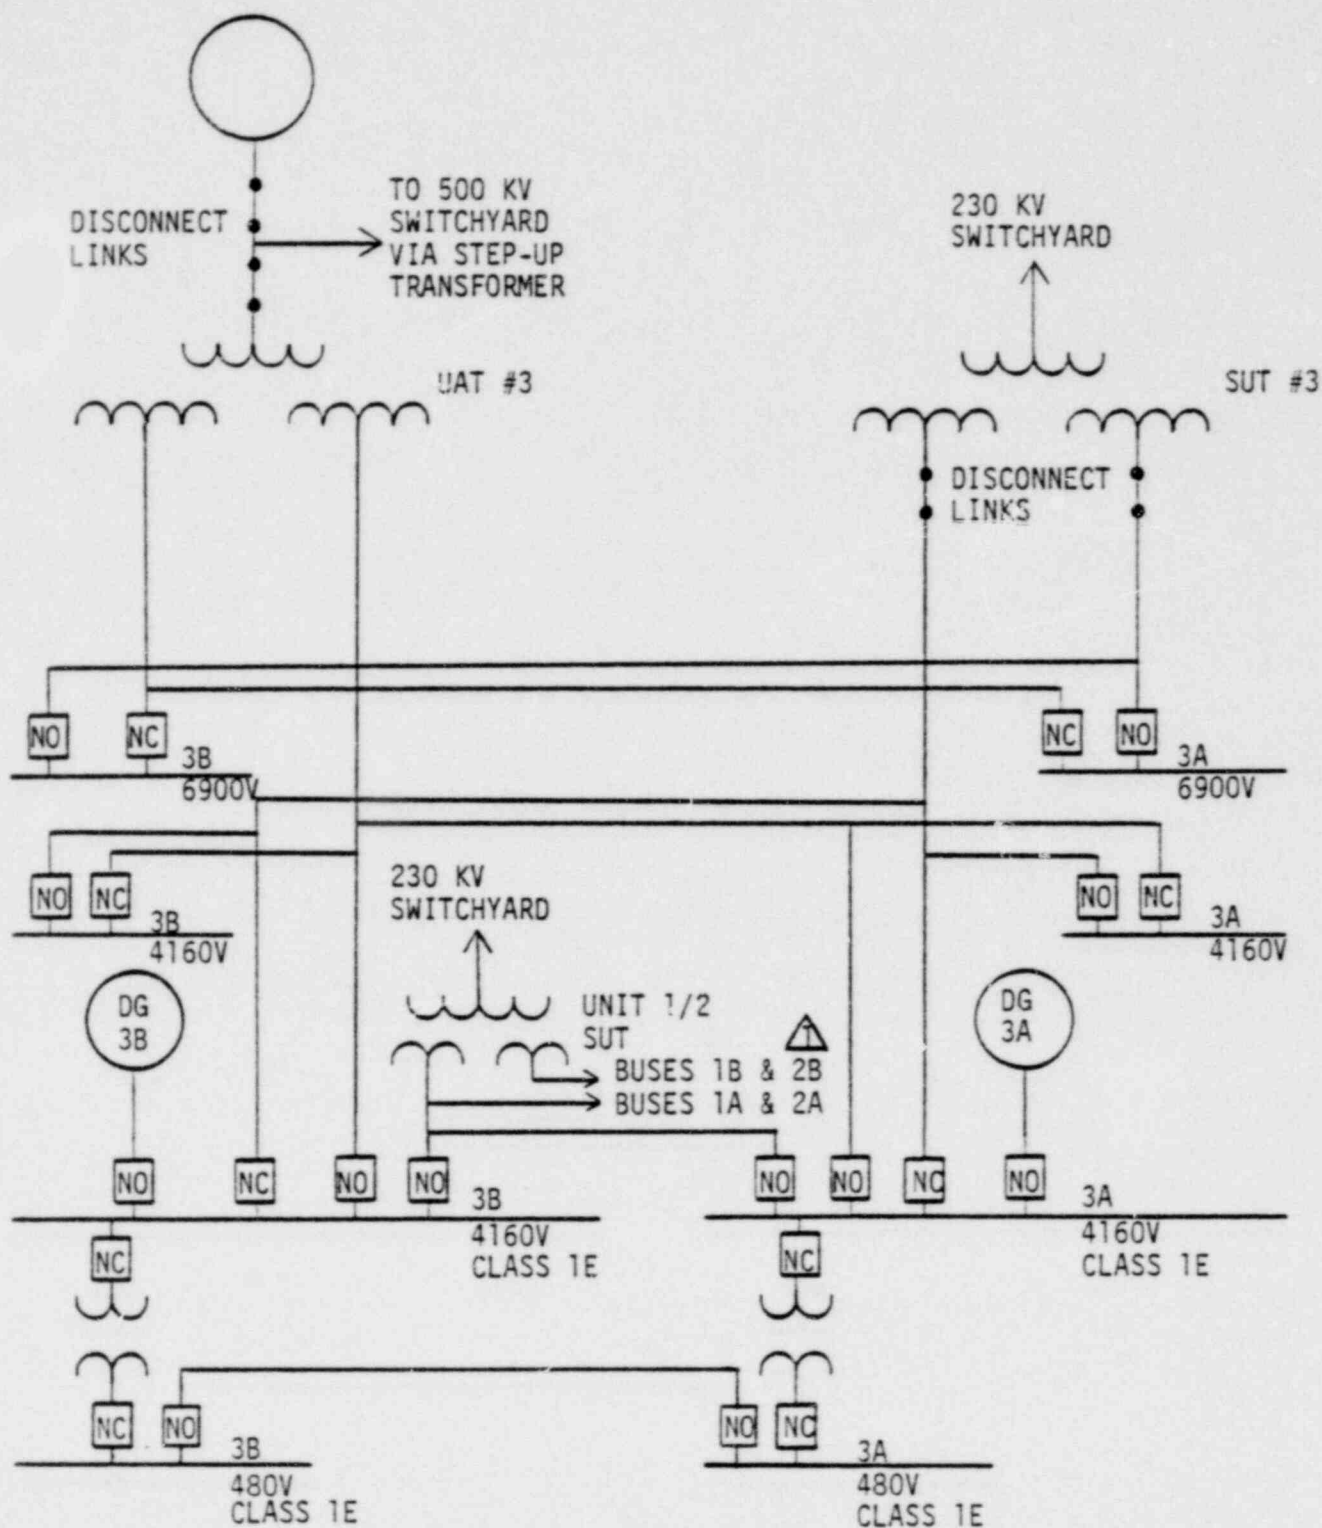 TO 500 KV
SWITCHYARD
VIA STEP-UP
TRANSFORMER
DISCONNECT
LINKS
230 KV
SWITCHYARD
UAT #3
SUT #3
DISCONNECT
LINKS
NO
NC
3B
6900V
NC
NO
3A
6900V
NO
NC
3B
4160V
230 KV
SWITCHYARD
NO
NC
3A
4160V
DG
3B
UNIT 1/2
SUT
1
BUSES 1B & 2B
BUSES 1A & 2A
DG
3A
NO
NC
NO
NO
3B
4160V
CLASS 1E
NO
NO
NC
NO
3A
4160V
CLASS 1E
NC
NC
NC
NO
3B
480V
CLASS 1E
NO
NC
3A
480V
CLASS 1E